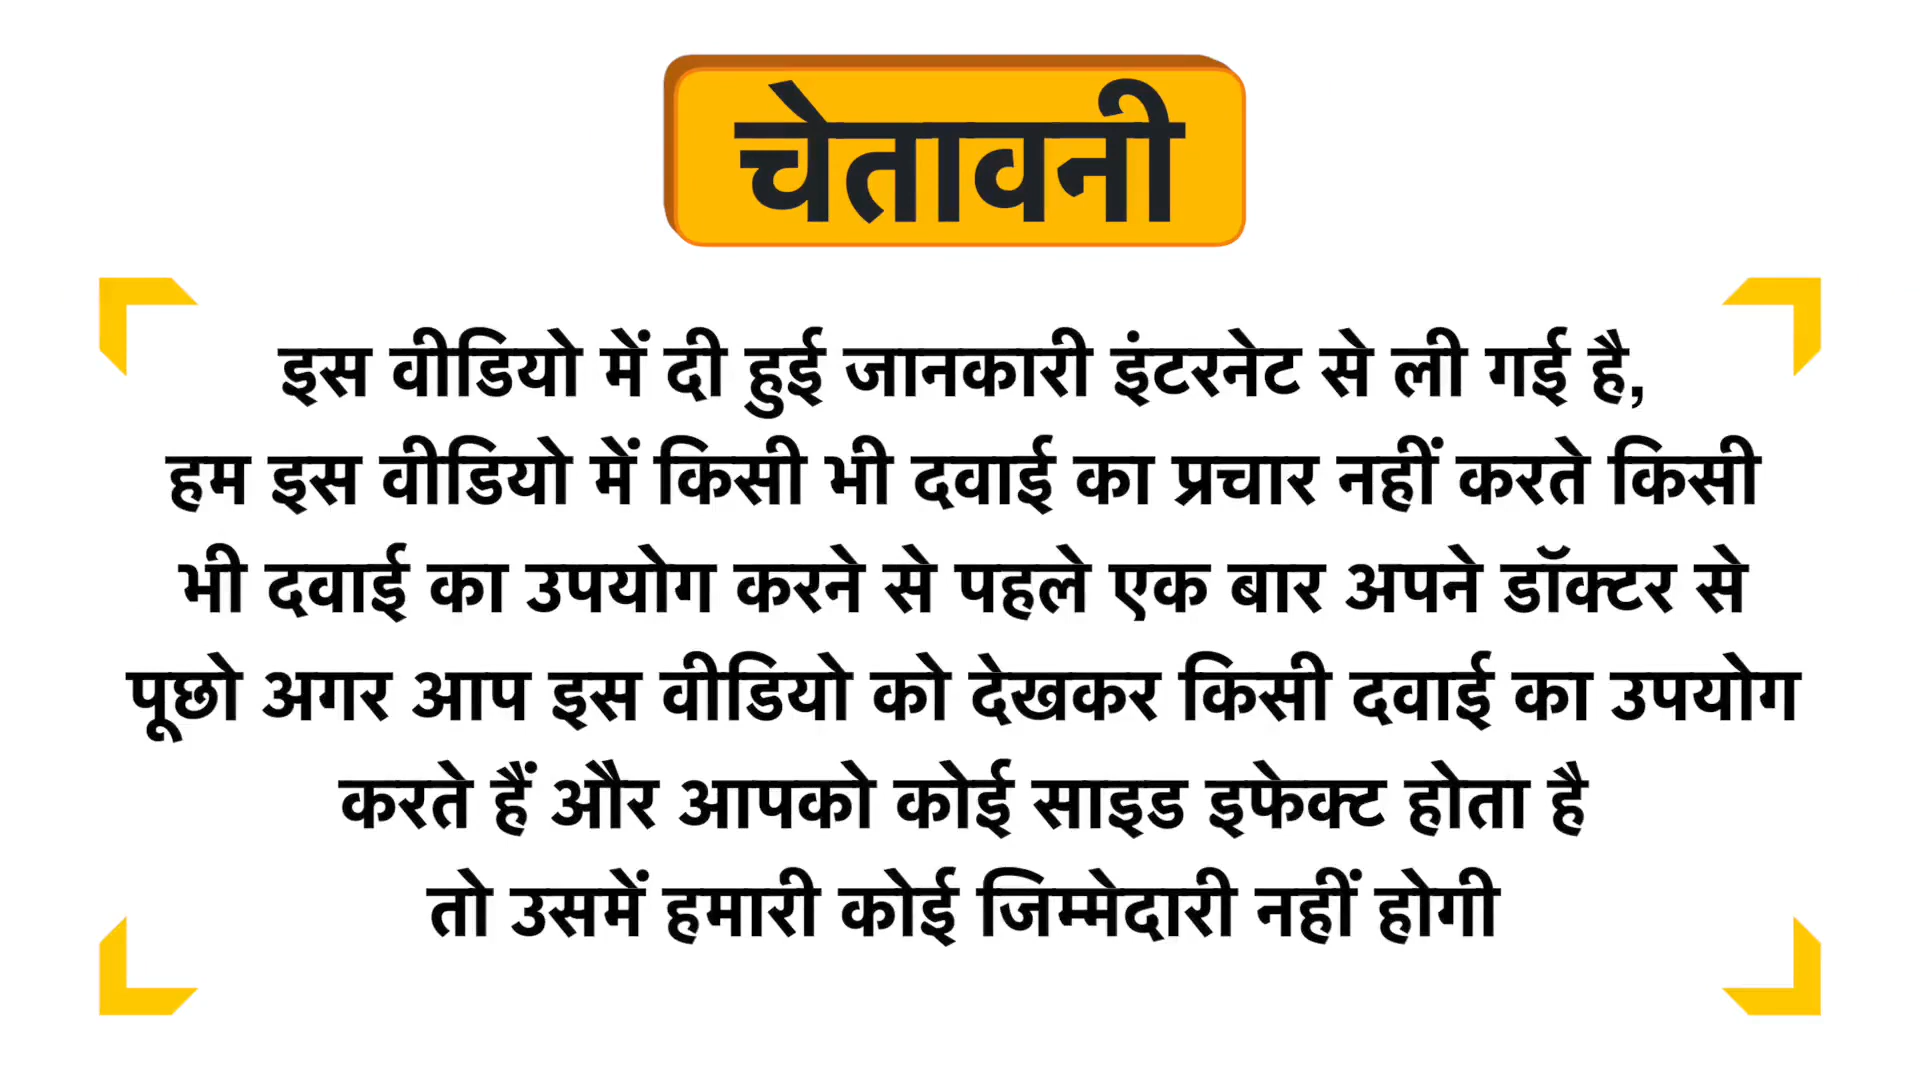 चेतावनी
इस वीडियो में दी हुई जानकारी इंटरनेट से ली गई है,
हम इस वीडियो में किसी भी दवाई का प्रचार नहीं करते किसी
भी दवाई का उपयोग करने से पहले एक बार अपने डॉक्टर से
पूछो अगर आप इस वीडियो को देखकर किसी दवाई का उपयोग
करते हैं और आपको कोई साइड इफेक्ट होता है
तो उसमें हमारी कोई जिम्मेदारी नहीं होगी